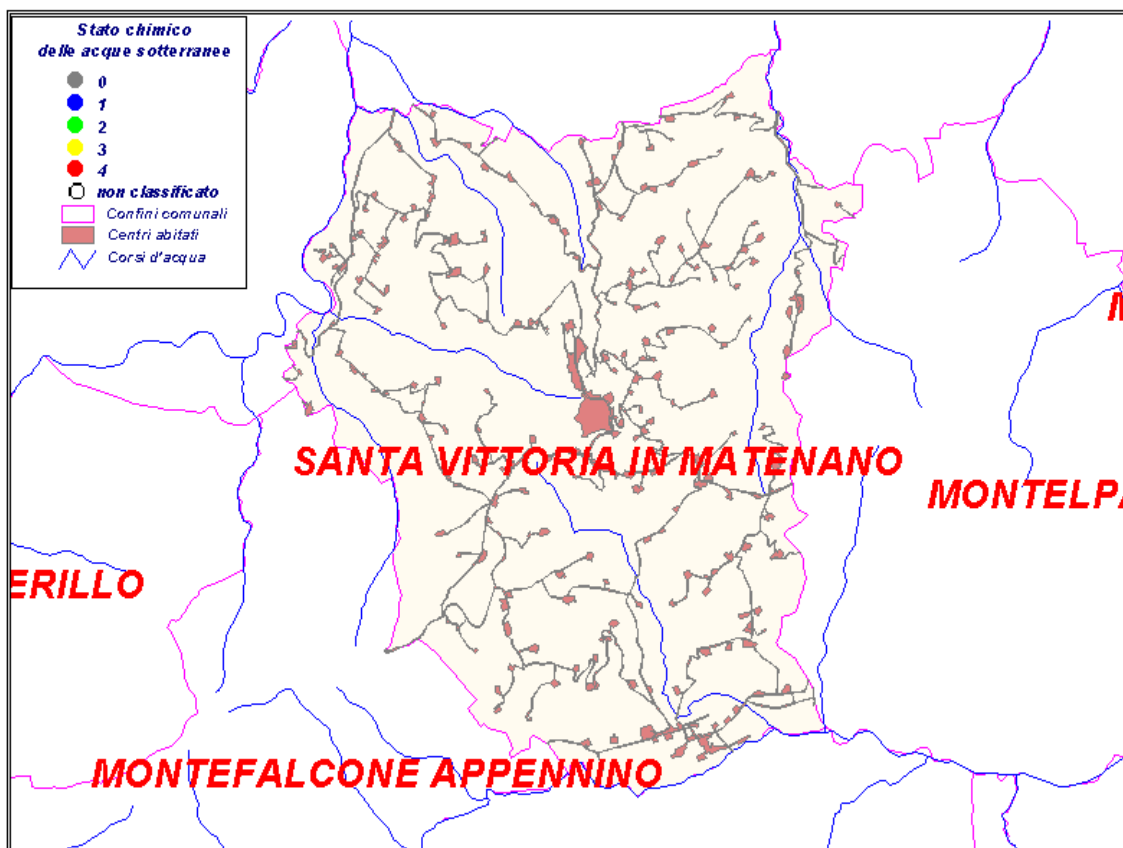 Stato chimico
delle acque sotterranee
0
1
2
3
4
non classificato
Confini comunali
Centri abitati
Corsi d'acqua
M
SANTA VITTORIA IN MATENANO
MONTELPA
ERILLO
MONTEFALCONE APPENNINO